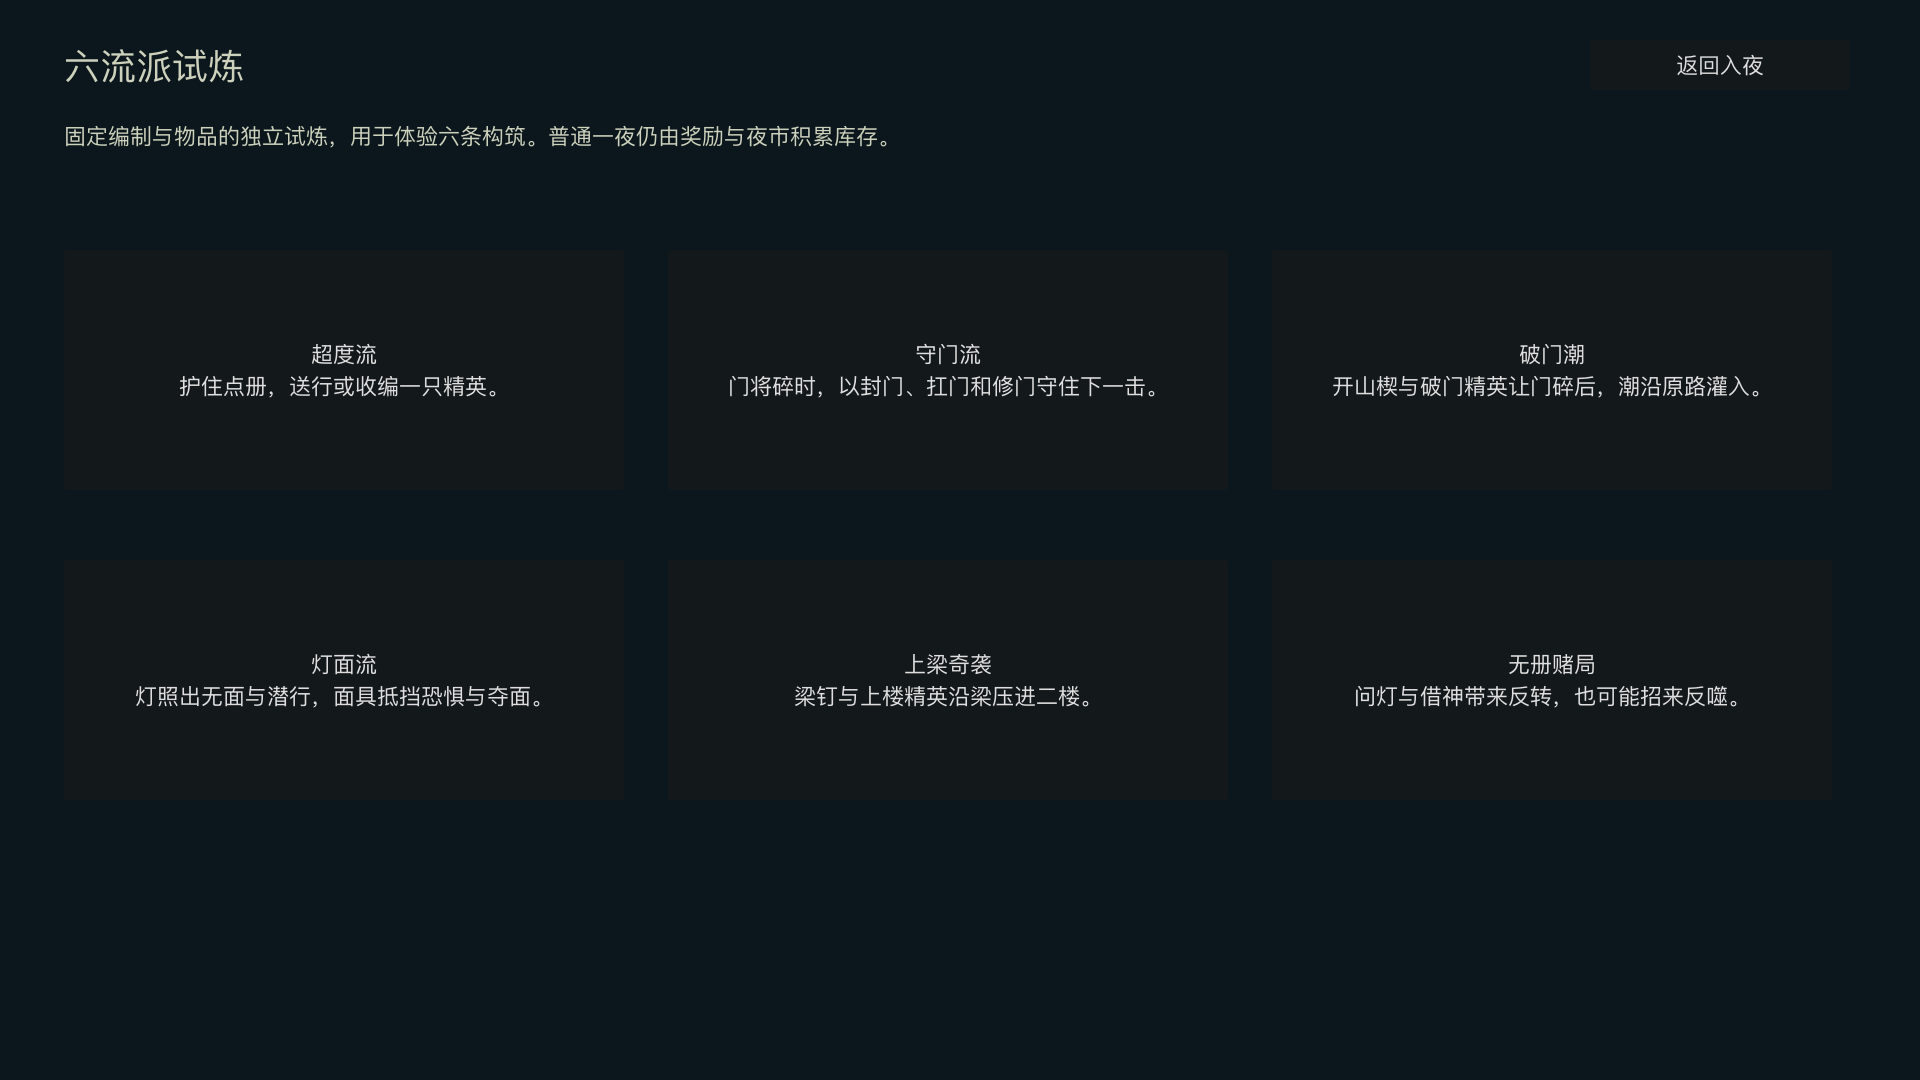 六流派试炼
返回入夜
固定编制与物品的独立试炼，用于体验六条构筑。普通一夜仍由奖励与夜市积累库存。
超度流
护住点册，送行或收编一只精英。
守门流
门将碎时，以封门、扛门和修门守住下一击。
破门潮
开山楔与破门精英让门碎后，潮沿原路灌入。
灯面流
灯照出无面与潜行，面具抵挡恐惧与夺面。
上梁奇袭
梁钉与上楼精英沿梁压进二楼。
无册赌局
问灯与借神带来反转，也可能招来反噬。